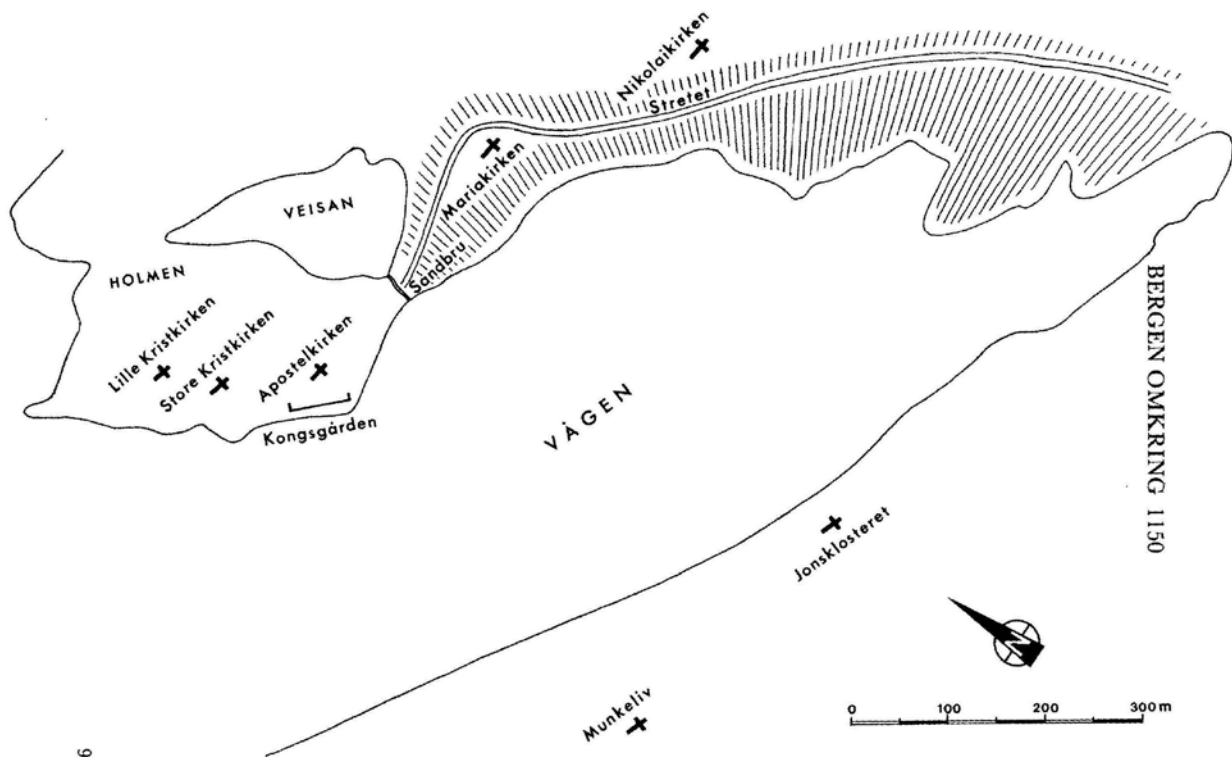 Nikolaikirken
Stretet
Mariakirken
VEISAN
Sandbru
HOLMEN
Lille Kristkirken
Store Kristkirken
Apostelkirken
Kongsgården
VÅGEN
BERGEN OMKRING 1150
Jonsklosteret
Munkeliv
N
0 100 200 300 m
9